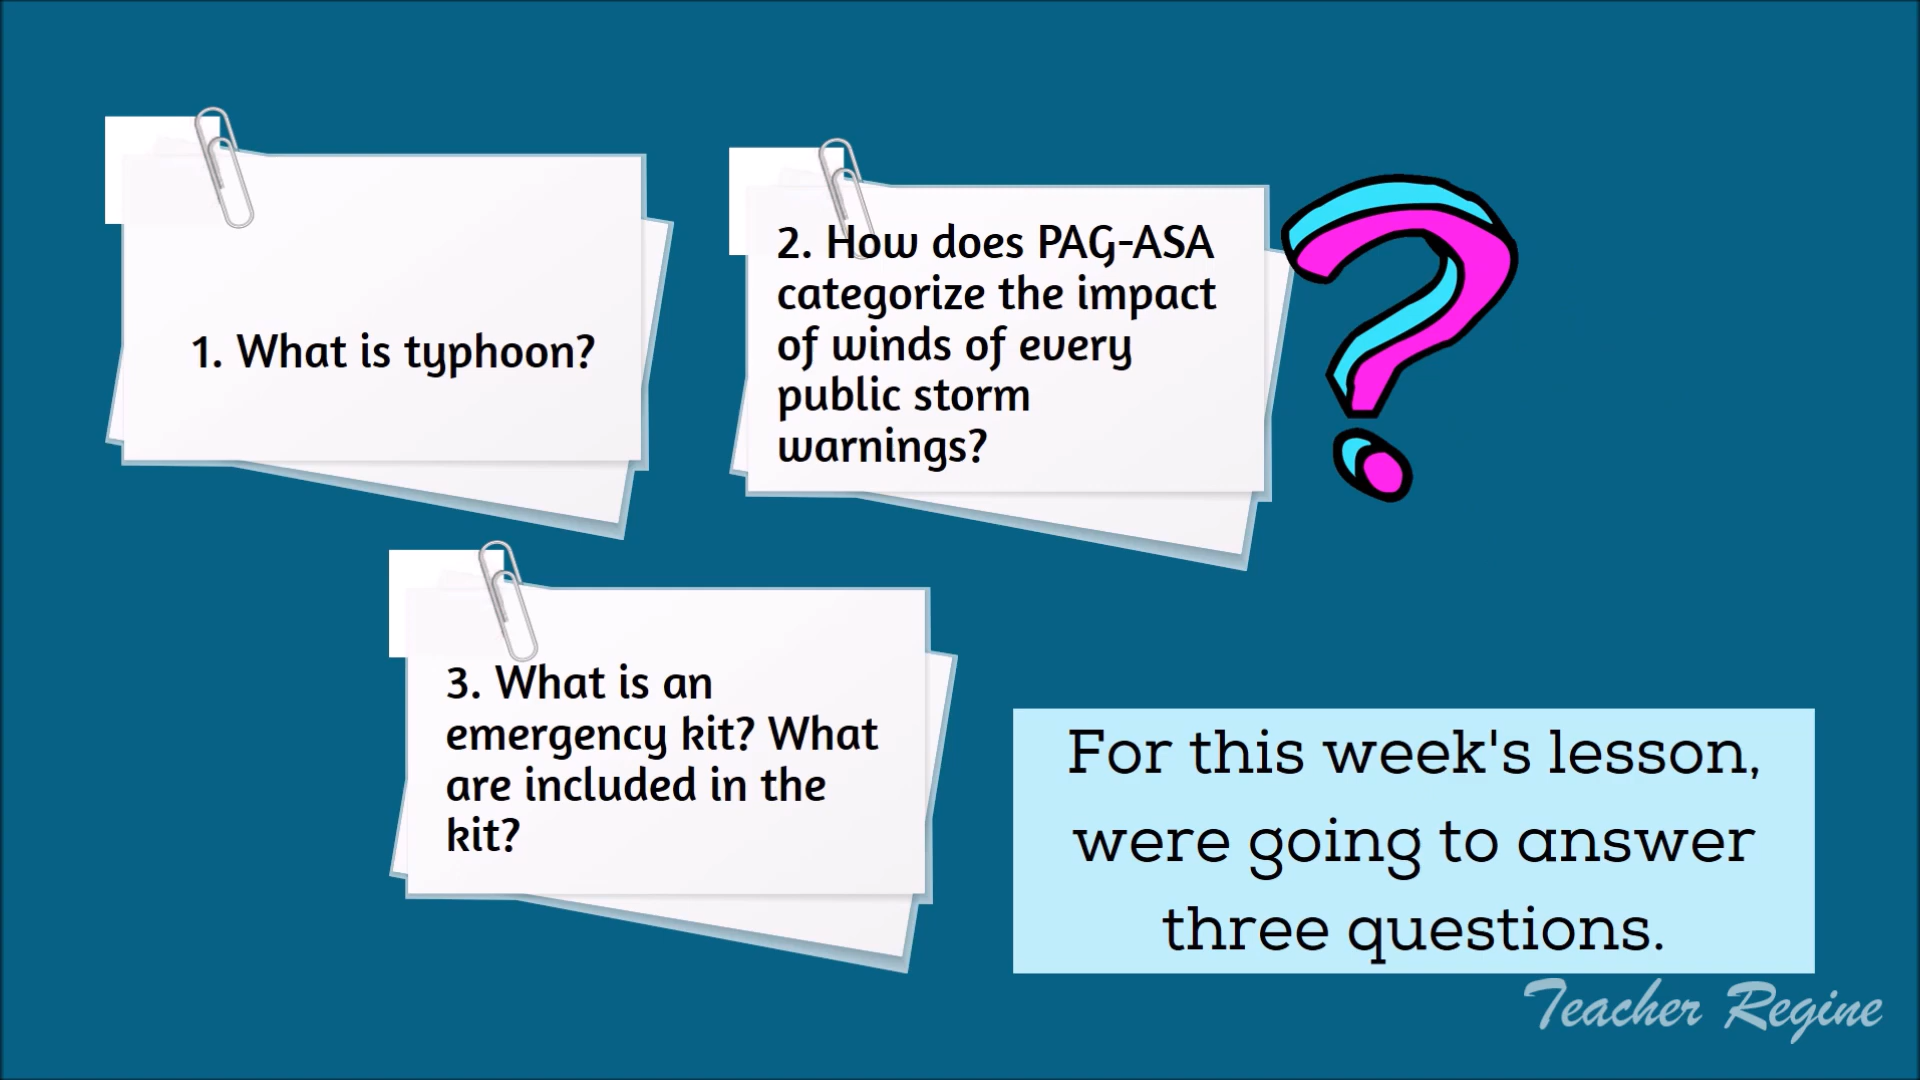 1. What is typhoon?
2. How does PAG-ASA
categorize the impact
of winds of every
public storm
warnings?
3. What is an
emergency kit? What
are included in the
kit?
For this week's lesson,
were going to answer
three questions.
Teacher Regine